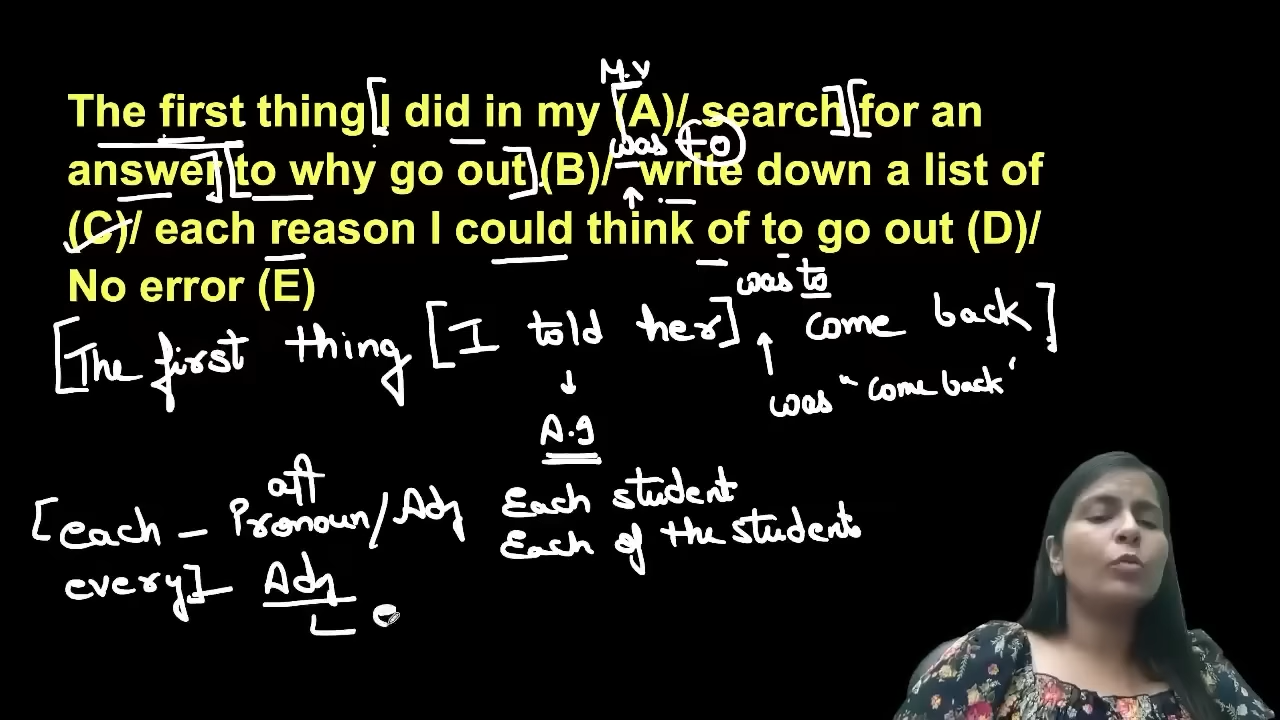 M.V
The first thing [I did in my [(A)/ search] [for an
was to
answer] [to why go out] (B)/ write down a list of
(C)/ each reason I could think of to go out (D)/
No error (E)
was to
[The first thing [I told her] come back]
was "come back"
A.g
aff
[each - Pronoun/Adj Each student
Each of the students
every] - Adj